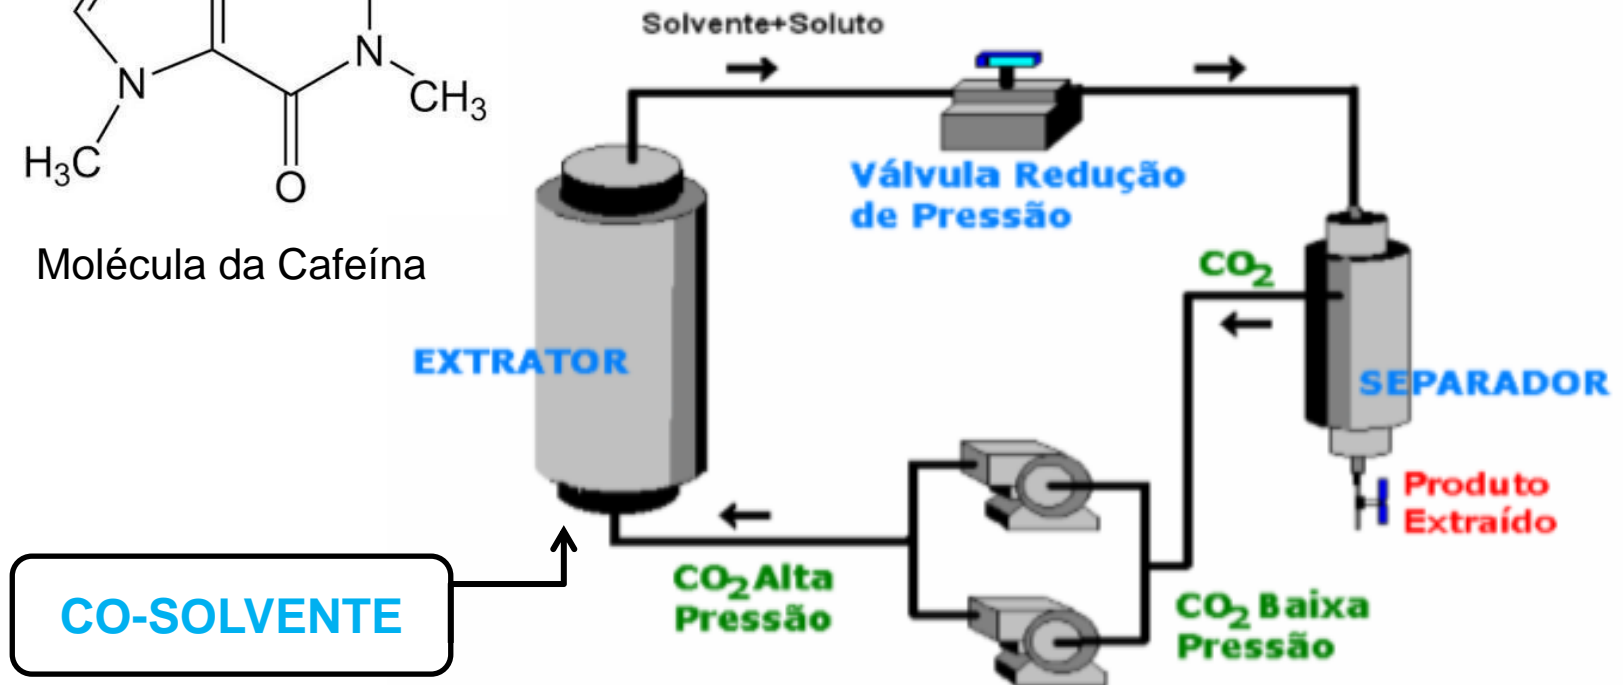 Solvente+Soluto
N
N
CH3
H3C
O
Molécula da Cafeína
Válvula Redução
de Pressão
CO2
EXTRATOR
SEPARADOR
Produto
Extraído
CO2 Alta
Pressão
CO2 Baixa
Pressão
CO-SOLVENTE